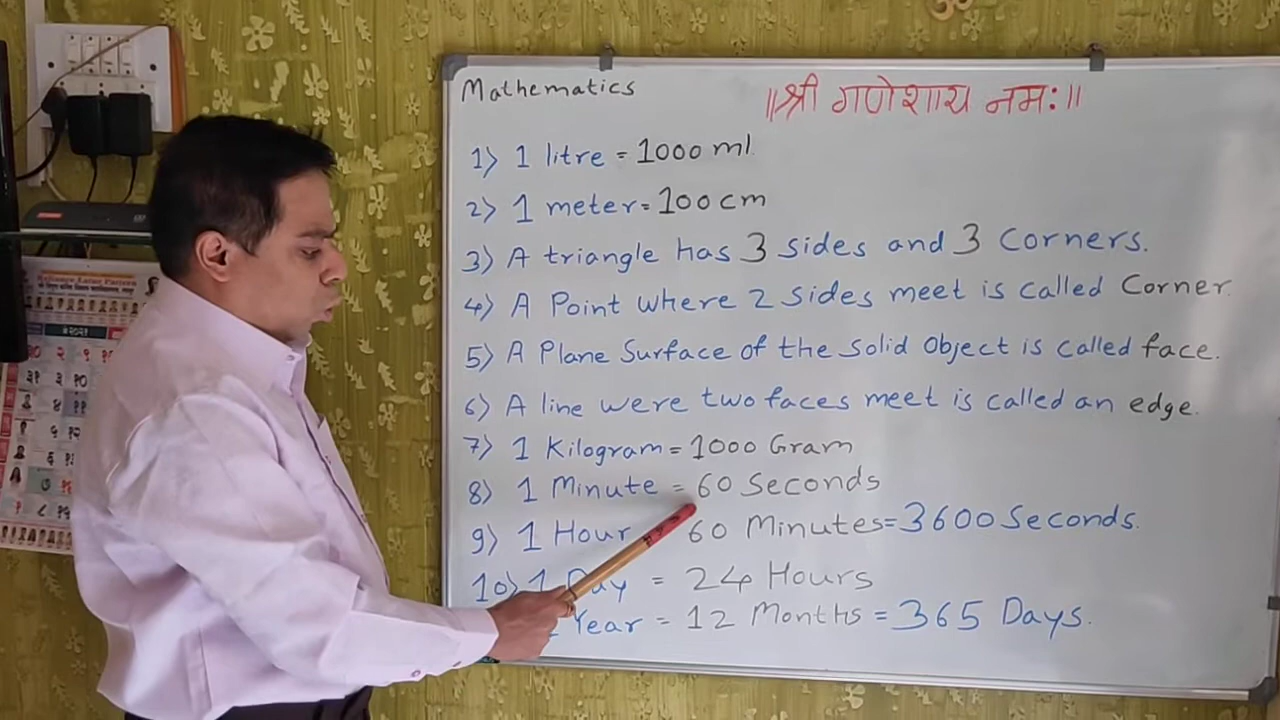 Mathematics
॥श्री गणेशाय नमः॥
1) 1 litre = 1000 ml.
2) 1 meter = 100 cm
3) A triangle has 3 sides and 3 corners.
4) A Point where 2 sides meet is called Corner.
5) A Plane Surface of the Solid Object is called face.
6) A line were two faces meet is called an edge.
7) 1 Kilogram = 1000 Gram
8) 1 Minute = 60 Seconds
9) 1 Hour 60 Minutes = 3600 Seconds.
10) 1 Day = 24 Hours
Year = 12 Months = 365 Days.